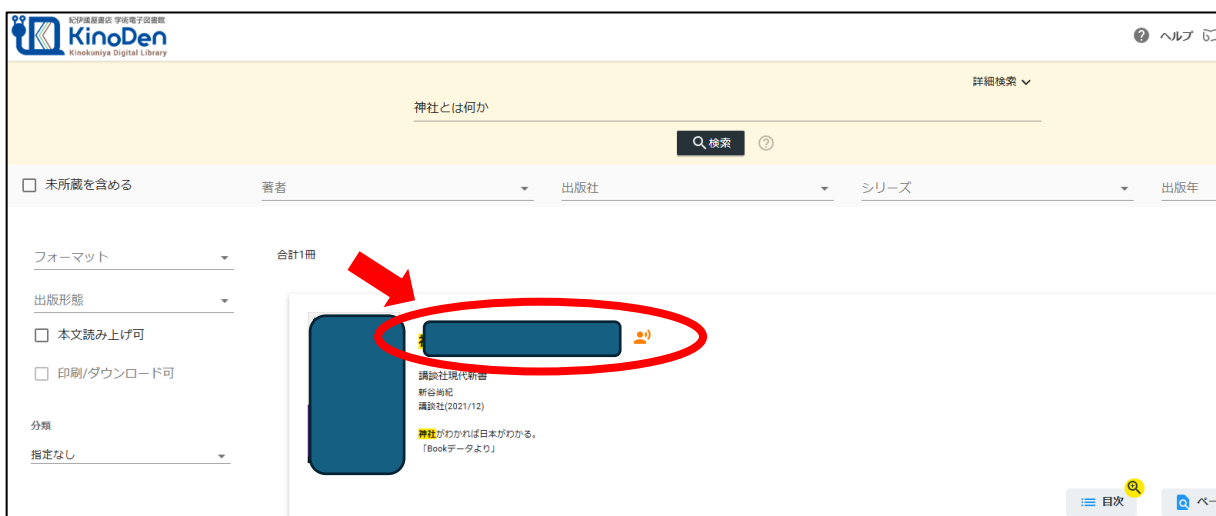 紀伊國屋書店 学術電子図書館
KinoDen
Kinokuniya Digital Library
ヘルプ
詳細検索
神社とは何か
検索
未所蔵を含める
著者
出版社
シリーズ
出版年
フォーマット
合計1冊
出版形態
本文読み上げ可
講談社現代新書
印刷/ダウンロード可
新谷尚紀
講談社(2021/12)
分類
神社がわかれば日本がわかる。
「Bookデータより」
指定なし
目次
ペー